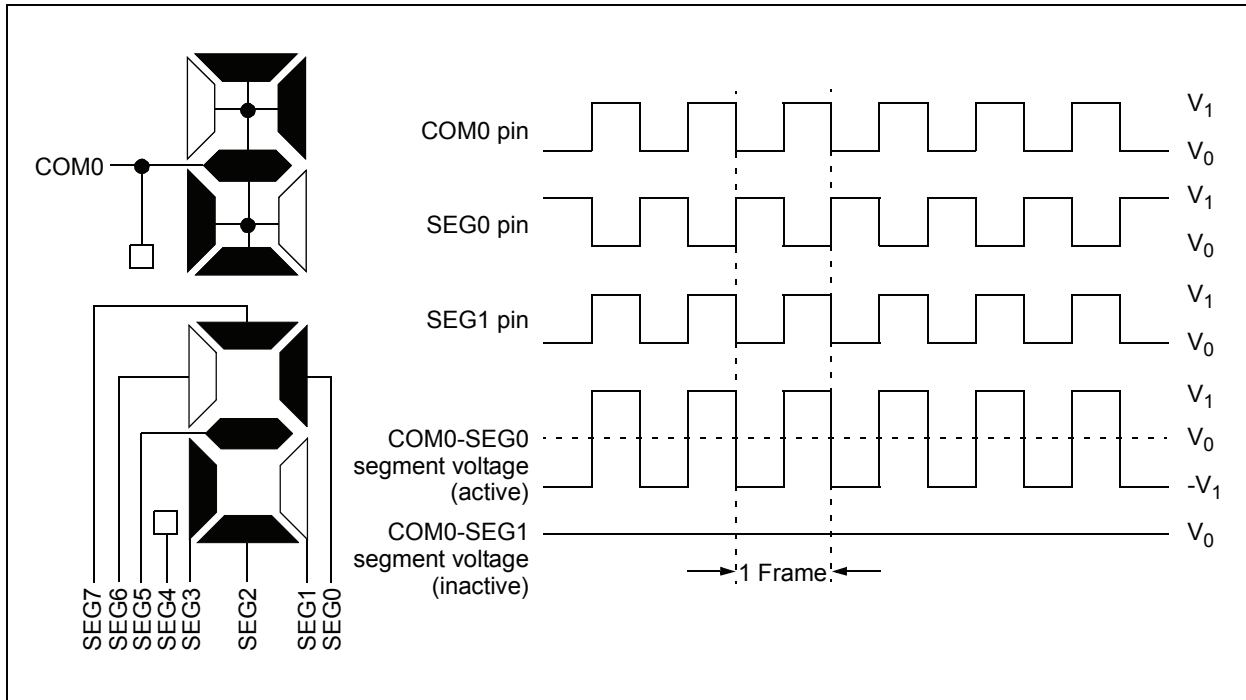 COM0
SEG7
SEG6
SEG5
SEG4
SEG3
SEG2
SEG1
SEG0
COM0 pin
V1
V0
SEG0 pin
V1
V0
SEG1 pin
V1
V0
COM0-SEG0
segment voltage
(active)
V1
V0
-V1
COM0-SEG1
segment voltage
(inactive)
V0
1 Frame